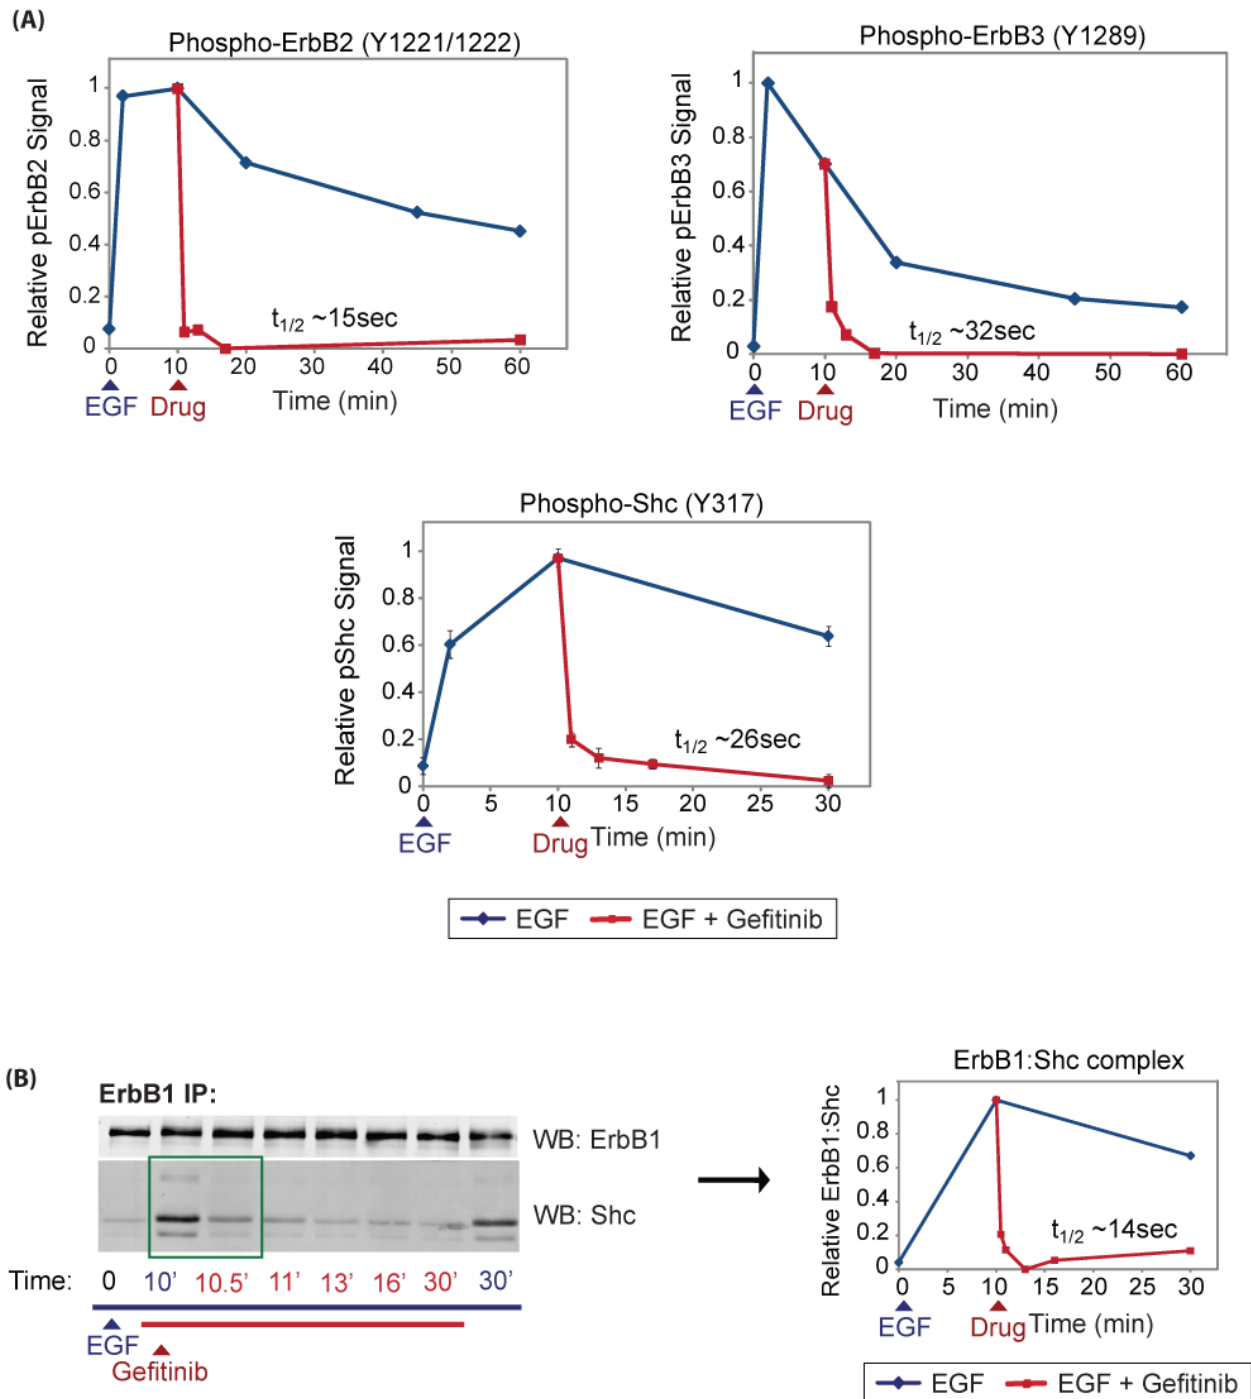 (A)
Phospho-ErbB2 (Y1221/1222)
Relative pErbB2 Signal
1
0.8
0.6
0.4
0.2
0
t1/2 ~15sec
0 10 20 30 40 50 60
EGF Drug Time (min)
Phospho-ErbB3 (Y1289)
Relative pErbB3 Signal
1
0.8
0.6
0.4
0.2
0
t1/2 ~32sec
0 10 20 30 40 50 60
EGF Drug Time (min)
Phospho-Shc (Y317)
Relative pShc Signal
1
0.8
0.6
0.4
0.2
0
t1/2 ~26sec
0 5 10 15 20 25 30
EGF Drug Time (min)
EGF EGF + Gefitinib
(B)
ErbB1 IP:
WB: ErbB1
WB: Shc
Time: 0 10' 10.5' 11' 13' 16' 30' 30'
EGF
Gefitinib
ErbB1:Shc complex
Relative ErbB1:Shc
1
0.8
0.6
0.4
0.2
0
t1/2 ~14sec
0 5 10 15 20 25 30
EGF Drug Time (min)
EGF EGF + Gefitinib